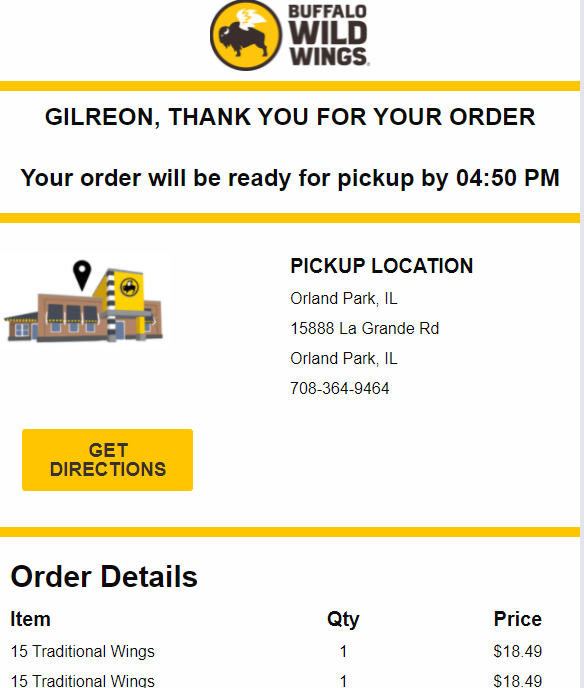 BUFFALO
WILD
WINGS
GILREON, THANK YOU FOR YOUR ORDER
Your order will be ready for pickup by 04:50 PM
PICKUP LOCATION
Orland Park, IL
15888 La Grande Rd
Orland Park, IL
708-364-9464
GET
DIRECTIONS
Order Details
Item Qty Price
15 Traditional Wings 1 $18.49
15 Traditional Wings 1 $18.49